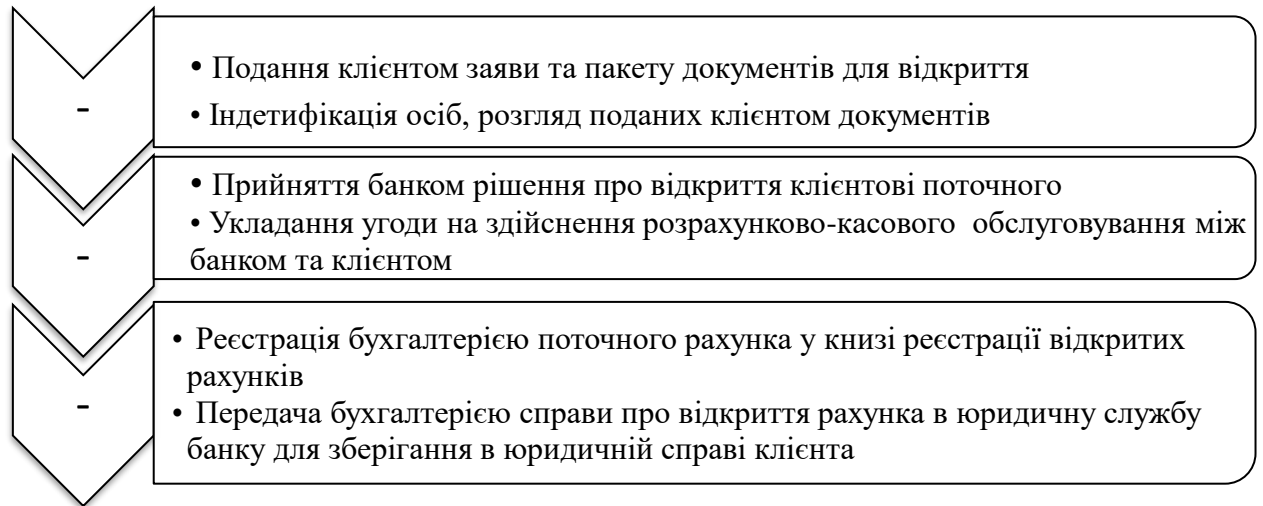 • Подання клієнтом заяви та пакету документів для відкриття
-
• Індетифікація осіб, розгляд поданих клієнтом документів
• Прийняття банком рішення про відкриття клієнтові поточного
• Укладання угоди на здійснення розрахунково-касового обслуговування між
-
банком та клієнтом
• Реєстрація бухгалтерією поточного рахунка у книзі реєстрації відкритих
рахунків
-
• Передача бухгалтерією справи про відкриття рахунка в юридичну службу
банку для зберігання в юридичній справі клієнта